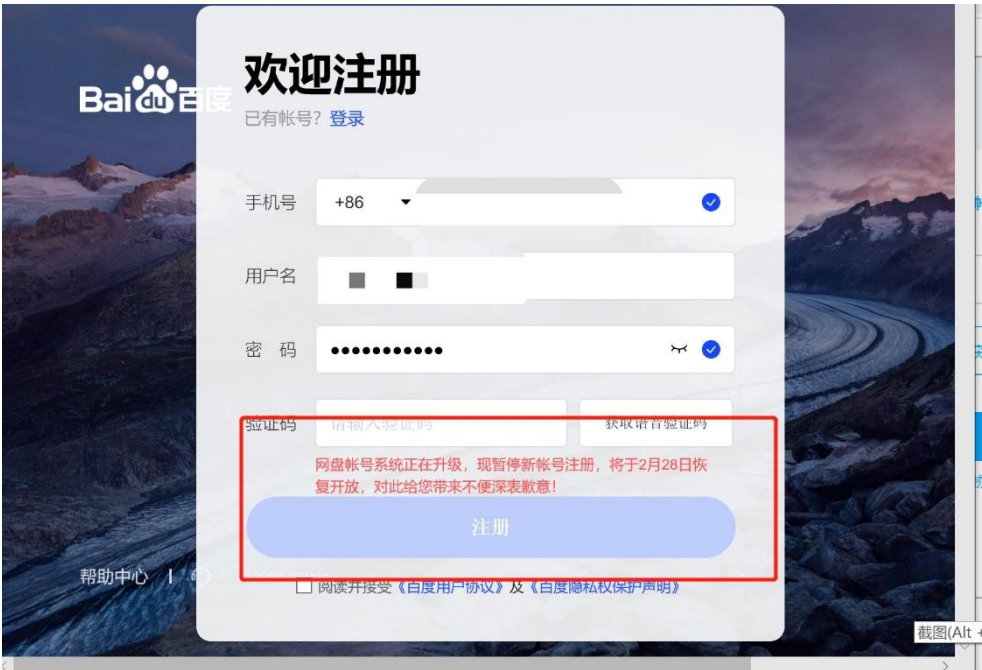 欢迎注册
Baidu百度
已有帐号？登录
手机号 +86
用户名
密 码 ●●●●●●●●●●●
验证码 请输入验证码 获取语音验证码
网盘帐号系统正在升级，现暂停新帐号注册，将于2月28日恢
复开放，对此给您带来不便深表歉意！
注册
帮助中心 |
阅读并接受《百度用户协议》及《百度隐私权保护声明》
截图(Alt +